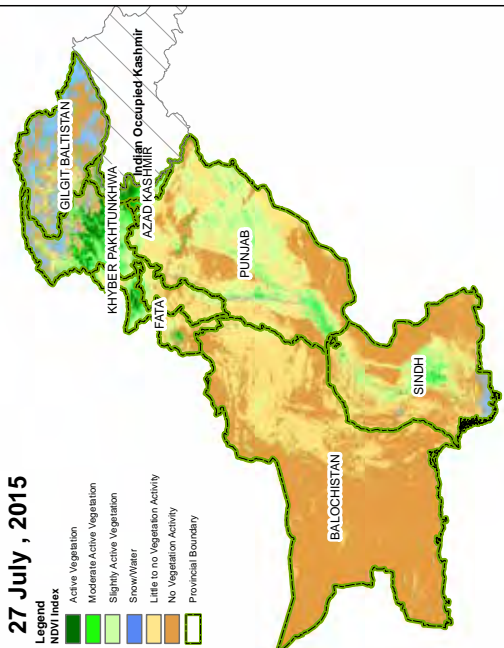 27 July , 2015
Legend
NDVI Index
Active Vegetation
Moderate Active Vegetation
Slightly Active Vegetation
Snow/Water
Little to no Vegetation Activity
No Vegetation Activity
Provincial Boundary
GILGIT BALTISTAN
KHYBER PAKHTUNKHWA
Indian Occupied Kashmir
AZAD KASHMIR
FATA
PUNJAB
BALOCHISTAN
SINDH